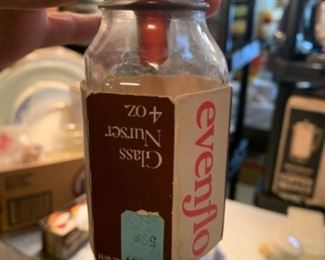 Glass
Nurser
4 OZ.
evenflo
50¢